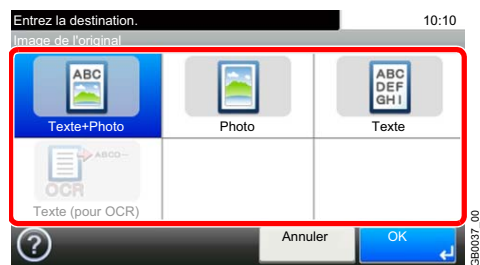 Entrez la destination.
10:10
Image de l'original
ABC
ABC
DEF
GHI
Texte+Photo
Photo
Texte
ABCD
OCR
Texte (pour OCR)
?
Annuler
OK
GB0037_00